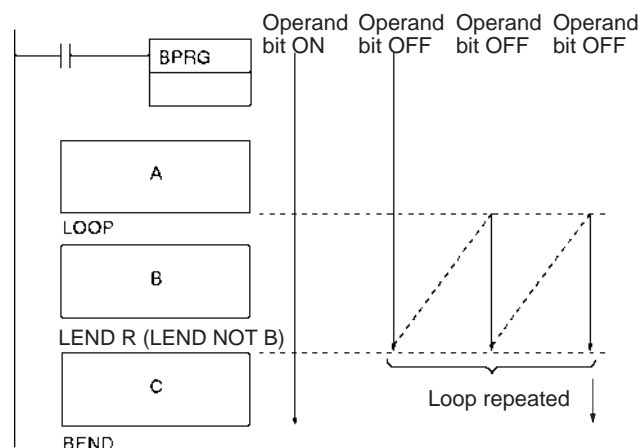 Operand Operand Operand Operand
bit ON bit OFF bit OFF bit OFF
BPRG
A
LOOP
B
LEND R (LEND NOT B)
C
Loop repeated
BEND